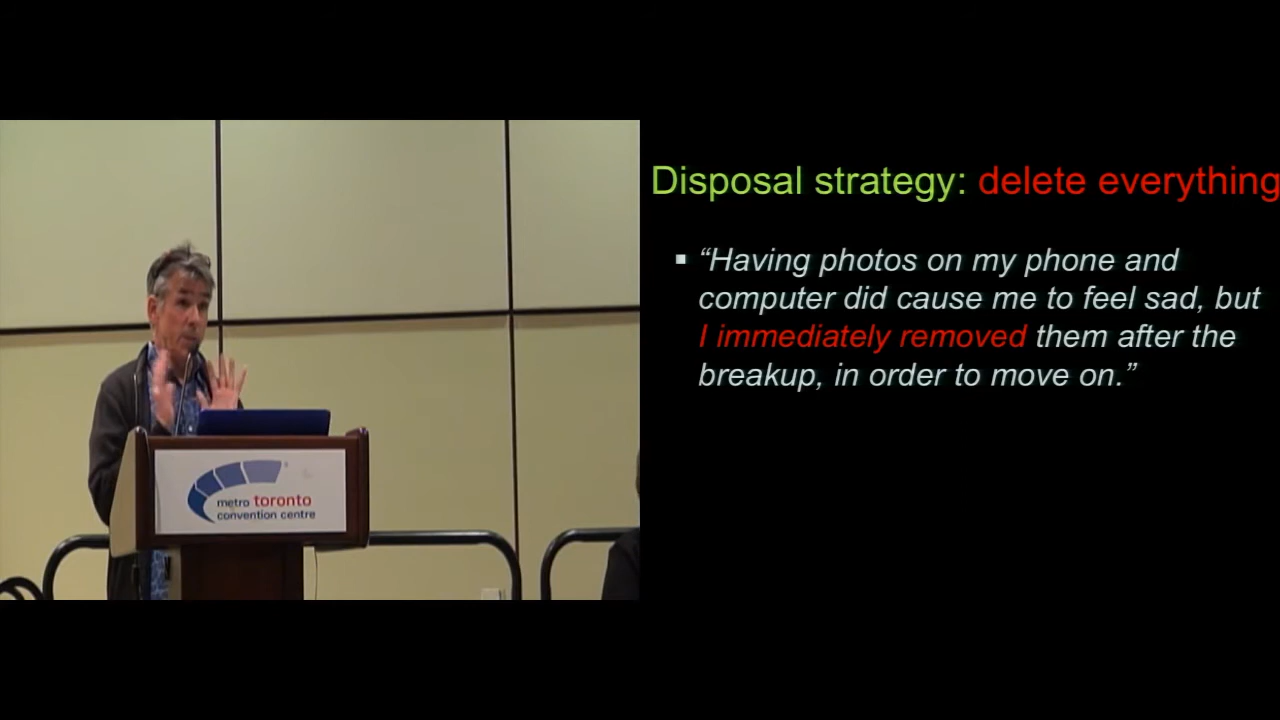 Disposal strategy: delete everything
“Having photos on my phone and
computer did cause me to feel sad, but
I immediately removed them after the
breakup, in order to move on.”
metro toronto
convention centre